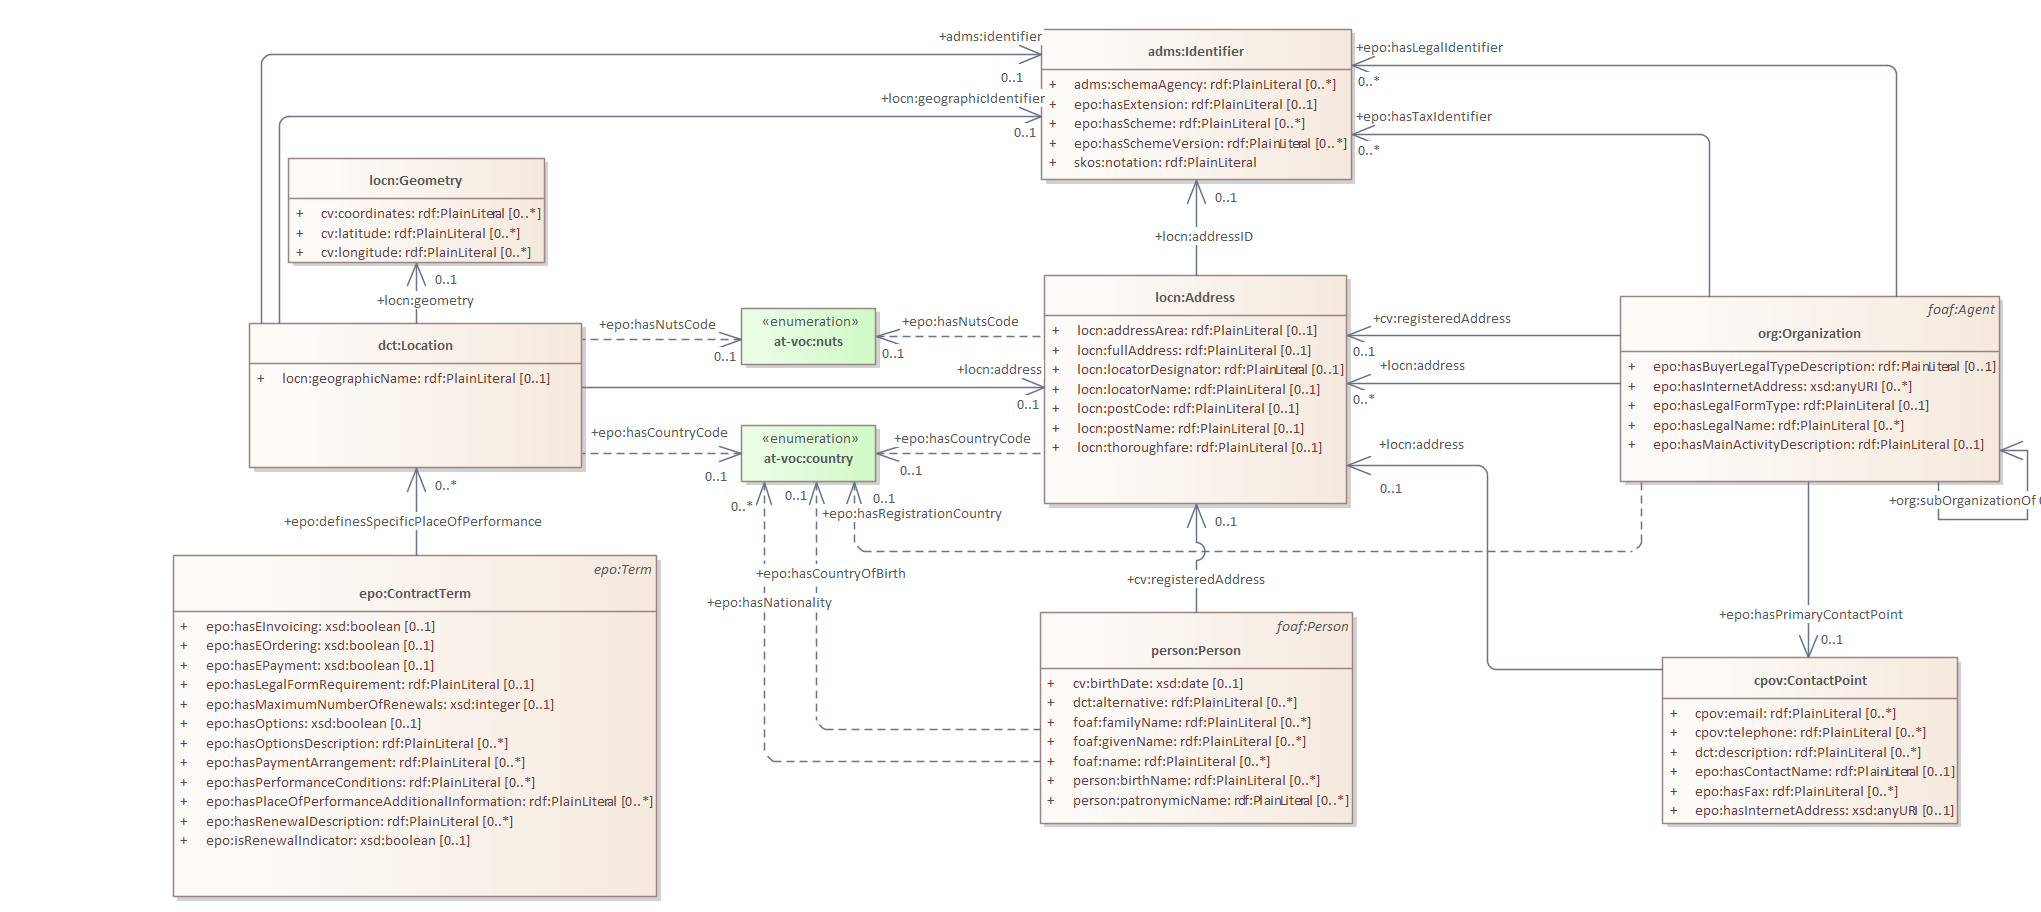 +adms:identifier
0..1
+locn:geographicIdentifier
0..1
adms:Identifier
+ adms:schemaAgency: rdf:PlainLiteral [0..*]
+ epo:hasExtension: rdf:PlainLiteral [0..1]
+ epo:hasScheme: rdf:PlainLiteral [0..*]
+ epo:hasSchemeVersion: rdf:PlainLiteral [0..*]
+ skos:notation: rdf:PlainLiteral
+epo:hasLegalIdentifier
0..*
+epo:hasTaxIdentifier
0..*
0..1
+locn:addressID
locn:Geometry
+ cv:coordinates: rdf:PlainLiteral [0..*]
+ cv:latitude: rdf:PlainLiteral [0..*]
+ cv:longitude: rdf:PlainLiteral [0..*]
0..1
+locn:geometry
dct:Location
+ locn:geographicName: rdf:PlainLiteral [0..1]
+epo:hasNutsCode
0..1
«enumeration»
at-voc:nuts
+epo:hasNutsCode
0..1
+locn:address
0..1
+epo:hasCountryCode
0..1
«enumeration»
at-voc:country
+epo:hasCountryCode
0..1
locn:Address
+ locn:addressArea: rdf:PlainLiteral [0..1]
+ locn:fullAddress: rdf:PlainLiteral [0..1]
+ locn:locatorDesignator: rdf:PlainLiteral [0..1]
+ locn:locatorName: rdf:PlainLiteral [0..1]
+ locn:postCode: rdf:PlainLiteral [0..1]
+ locn:postName: rdf:PlainLiteral [0..1]
+ locn:thoroughfare: rdf:PlainLiteral [0..1]
+cv:registeredAddress
0..1
+locn:address
0..*
+locn:address
0..1
foaf:Agent
org:Organization
+ epo:hasBuyerLegalTypeDescription: rdf:PlainLiteral [0..1]
+ epo:hasInternetAddress: xsd:anyURI [0..*]
+ epo:hasLegalFormType: rdf:PlainLiteral [0..1]
+ epo:hasLegalName: rdf:PlainLiteral [0..*]
+ epo:hasMainActivityDescription: rdf:PlainLiteral [0..1]
+org:subOrganizationOf
0..*
0..1
0..1
+epo:hasRegistrationCountry
+epo:hasCountryOfBirth
+epo:hasNationality
0..*
+epo:definesSpecificPlaceOfPerformance
epo:Term
epo:ContractTerm
+ epo:hasEInvoicing: xsd:boolean [0..1]
+ epo:hasEOrdering: xsd:boolean [0..1]
+ epo:hasEPayment: xsd:boolean [0..1]
+ epo:hasLegalFormRequirement: rdf:PlainLiteral [0..1]
+ epo:hasMaximumNumberOfRenewals: xsd:integer [0..1]
+ epo:hasOptions: xsd:boolean [0..1]
+ epo:hasOptionsDescription: rdf:PlainLiteral [0..*]
+ epo:hasPaymentArrangement: rdf:PlainLiteral [0..*]
+ epo:hasPerformanceConditions: rdf:PlainLiteral [0..*]
+ epo:hasPlaceOfPerformanceAdditionalInformation: rdf:PlainLiteral [0..*]
+ epo:hasRenewalDescription: rdf:PlainLiteral [0..*]
+ epo:isRenewalIndicator: xsd:boolean [0..1]
0..1
+cv:registeredAddress
foaf:Person
person:Person
+ cv:birthDate: xsd:date [0..1]
+ dct:alternative: rdf:PlainLiteral [0..*]
+ foaf:familyName: rdf:PlainLiteral [0..*]
+ foaf:givenName: rdf:PlainLiteral [0..*]
+ foaf:name: rdf:PlainLiteral [0..*]
+ person:birthName: rdf:PlainLiteral [0..*]
+ person:patronymicName: rdf:PlainLiteral [0..*]
+epo:hasPrimaryContactPoint
0..1
cpov:ContactPoint
+ cpov:email: rdf:PlainLiteral [0..*]
+ cpov:telephone: rdf:PlainLiteral [0..*]
+ dct:description: rdf:PlainLiteral [0..*]
+ epo:hasContactName: rdf:PlainLiteral [0..1]
+ epo:hasFax: rdf:PlainLiteral [0..*]
+ epo:hasInternetAddress: xsd:anyURI [0..1]